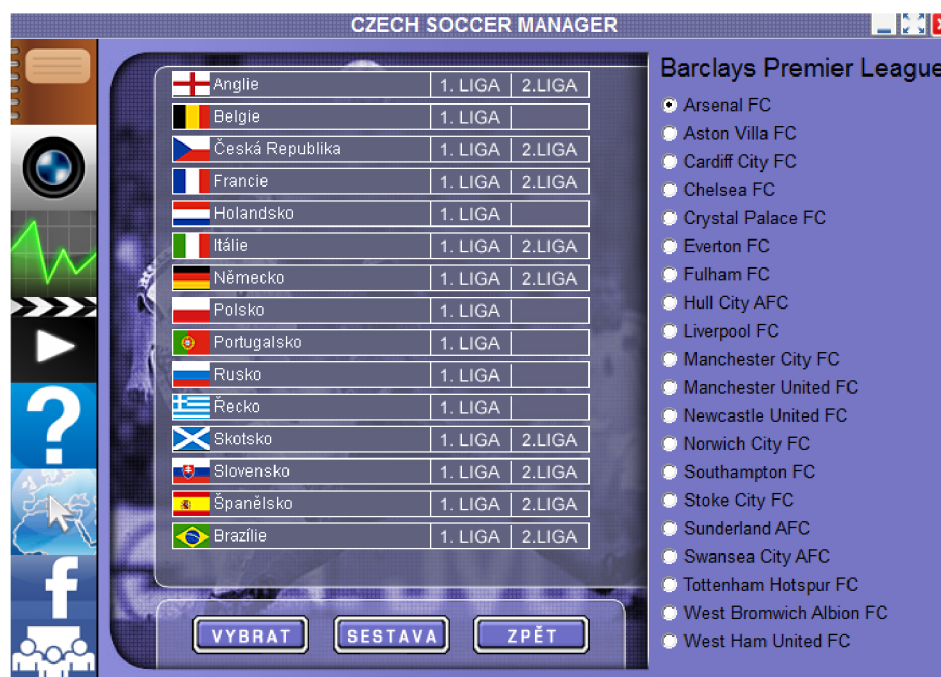 CZECH SOCCER MANAGER
Anglie 1. LIGA 2.LIGA
Belgie 1. LIGA
Česká Republika 1. LIGA 2.LIGA
Francie 1. LIGA 2.LIGA
Holandsko 1. LIGA
Itálie 1. LIGA 2.LIGA
Německo 1. LIGA 2.LIGA
Polsko 1. LIGA
Portugalsko 1. LIGA
Rusko 1. LIGA
Řecko 1. LIGA
Skotsko 1. LIGA 2.LIGA
Slovensko 1. LIGA 2.LIGA
Španělsko 1. LIGA 2.LIGA
Brazílie 1. LIGA 2.LIGA
VYBRAT SESTAVA ZPĚT
Barclays Premier League
Arsenal FC
Aston Villa FC
Cardiff City FC
Chelsea FC
Crystal Palace FC
Everton FC
Fulham FC
Hull City AFC
Liverpool FC
Manchester City FC
Manchester United FC
Newcastle United FC
Norwich City FC
Southampton FC
Stoke City FC
Sunderland AFC
Swansea City AFC
Tottenham Hotspur FC
West Bromwich Albion FC
West Ham United FC